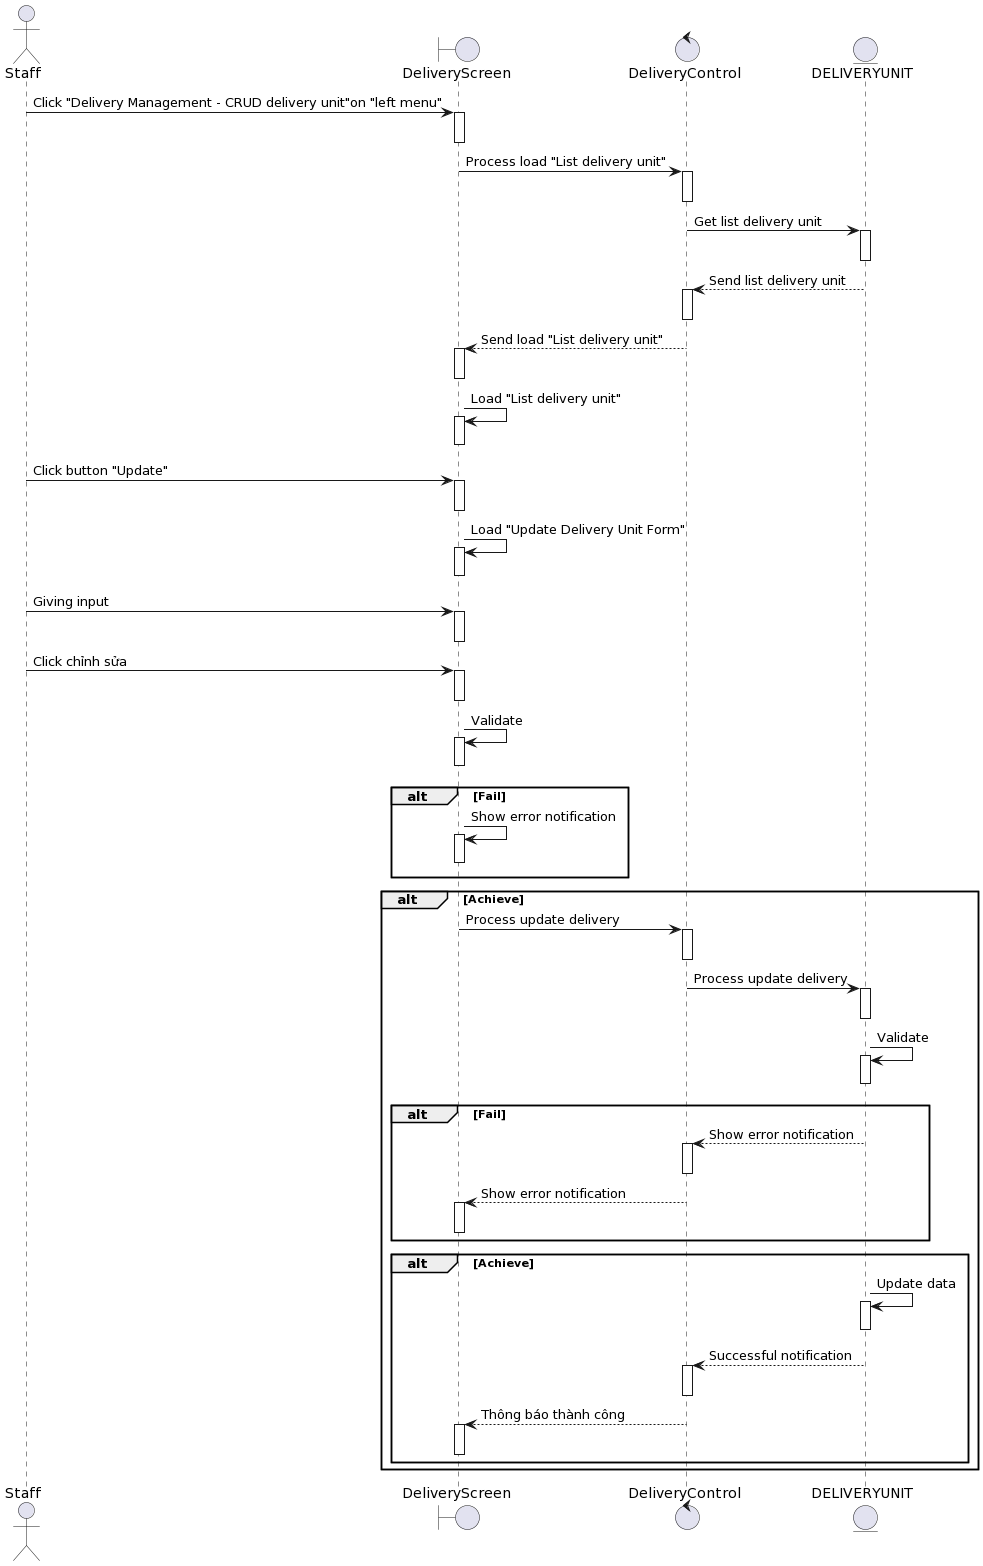 Staff
DeliveryScreen
DeliveryControl
DELIVERYUNIT
Click "Delivery Management - CRUD delivery unit"on "left menu"
Process load "List delivery unit"
Get list delivery unit
Send list delivery unit
Send load "List delivery unit"
Load "List delivery unit"
Click button "Update"
Load "Update Delivery Unit Form"
Giving input
Click chỉnh sửa
Validate
alt [Fail]
Show error notification
alt [Achieve]
Process update delivery
Process update delivery
Validate
alt [Fail]
Show error notification
Show error notification
alt [Achieve]
Update data
Successful notification
Thông báo thành công
Staff
DeliveryScreen
DeliveryControl
DELIVERYUNIT